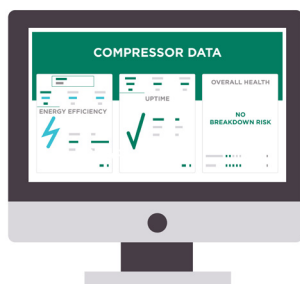 COMPRESSOR DATA
ENERGY EFFICIENCY
UPTIME
OVERALL HEALTH
NO
BREAKDOWN RISK